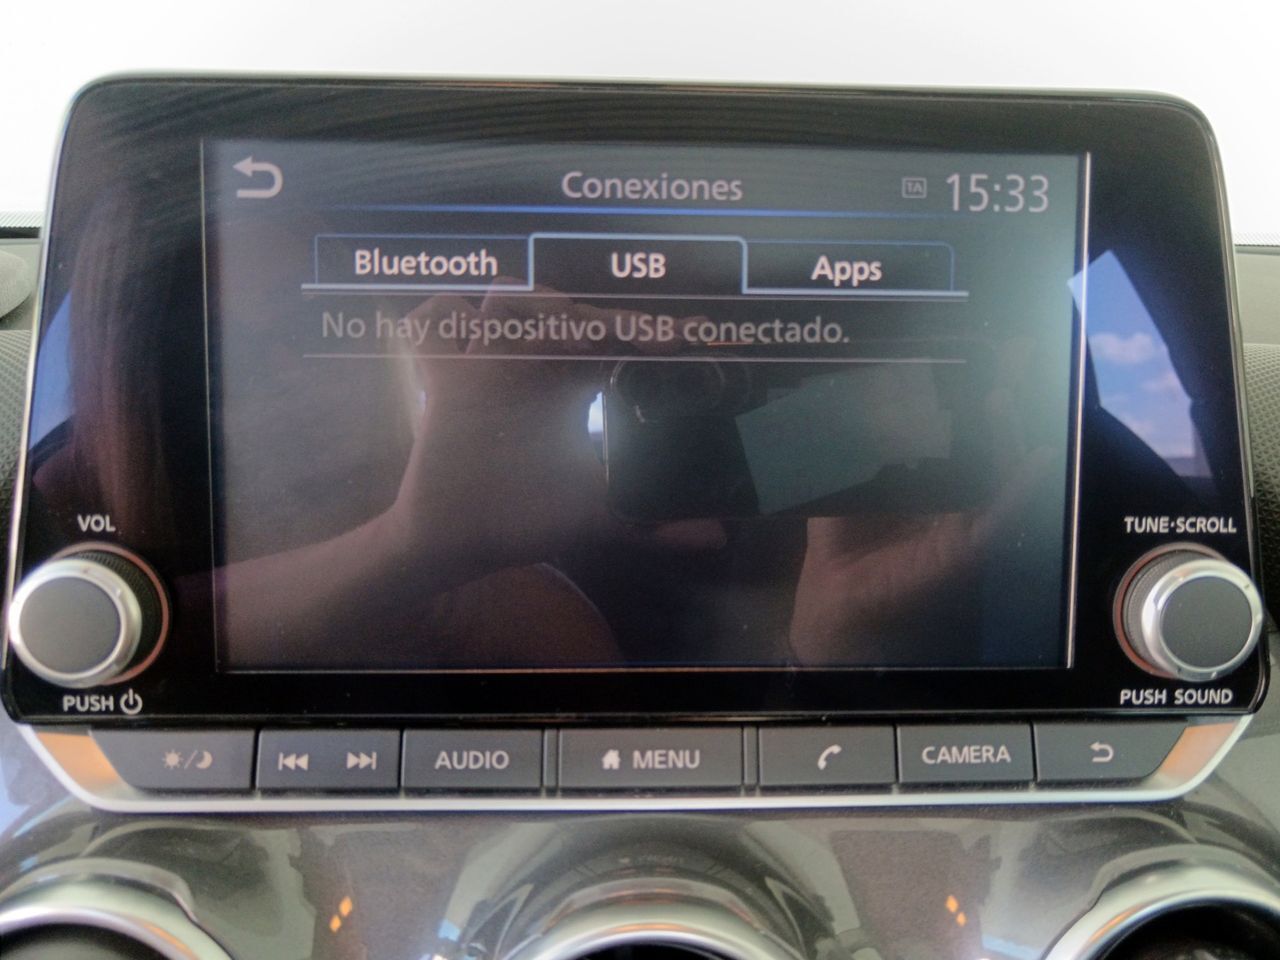 Conexiones
TA 15:33
Bluetooth USB Apps
No hay dispositivo USB conectado.
VOL
TUNE·SCROLL
PUSH
PUSH SOUND
AUDIO MENU CAMERA